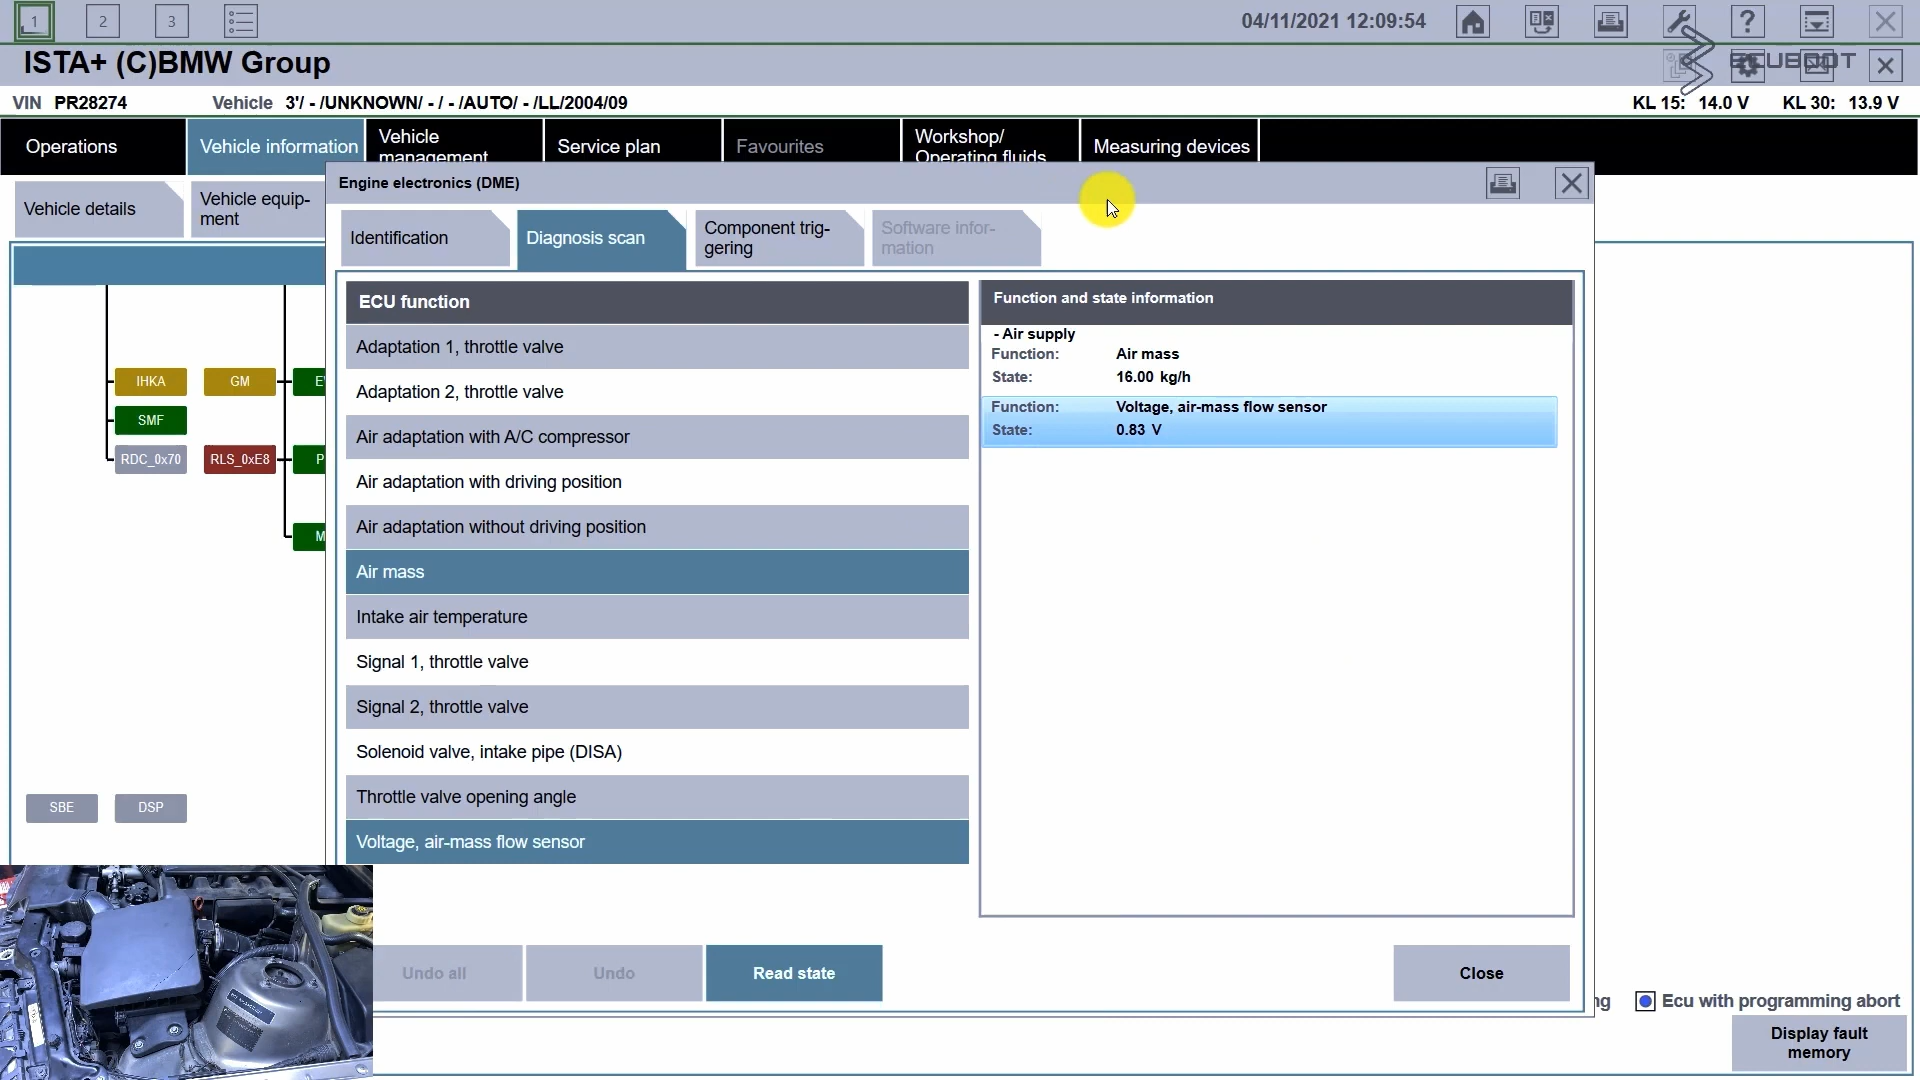 1
2
3
04/11/2021 12:09:54
?
ISTA+ (C)BMW Group
ECUBOOT
VIN PR28274 Vehicle 3'/ - /UNKNOWN/ - / - /AUTO/ - /LL/2004/09 KL 15: 14.0 V KL 30: 13.9 V
Operations
Vehicle information
Vehicle
management
Service plan
Favourites
Workshop/
Operating fluids
Measuring devices
Vehicle details
Vehicle equip-
ment
Engine electronics (DME)
Identification
Diagnosis scan
Component trig-
gering
Software infor-
mation
ECU function
Adaptation 1, throttle valve
Adaptation 2, throttle valve
Air adaptation with A/C compressor
Air adaptation with driving position
Air adaptation without driving position
Air mass
Intake air temperature
Signal 1, throttle valve
Signal 2, throttle valve
Solenoid valve, intake pipe (DISA)
Throttle valve opening angle
Voltage, air-mass flow sensor
Function and state information
- Air supply
Function: Air mass
State: 16.00 kg/h
Function: Voltage, air-mass flow sensor
State: 0.83 V
IHKA
GM
E
SMF
RDC_0x70
RLS_0xE8
P
M
SBE
DSP
Undo all
Undo
Read state
Close
ng
Ecu with programming abort
Display fault
memory